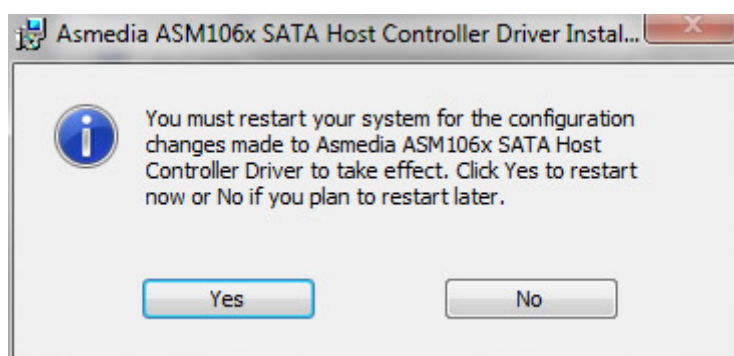 Asmedia ASM106x SATA Host Controller Driver Instal...
You must restart your system for the configuration
changes made to Asmedia ASM106x SATA Host
Controller Driver to take effect. Click Yes to restart
now or No if you plan to restart later.
Yes
No